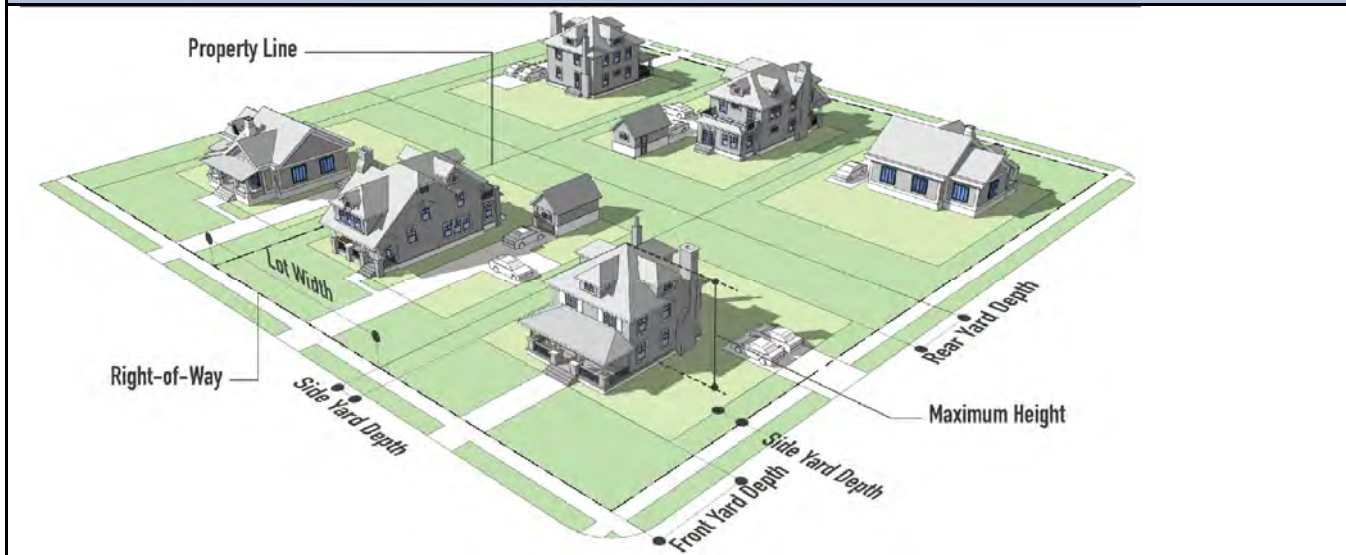 Property Line
Lot Width
Right-of-Way
Side Yard Depth
Rear Yard Depth
Maximum Height
Side Yard Depth
Front Yard Depth